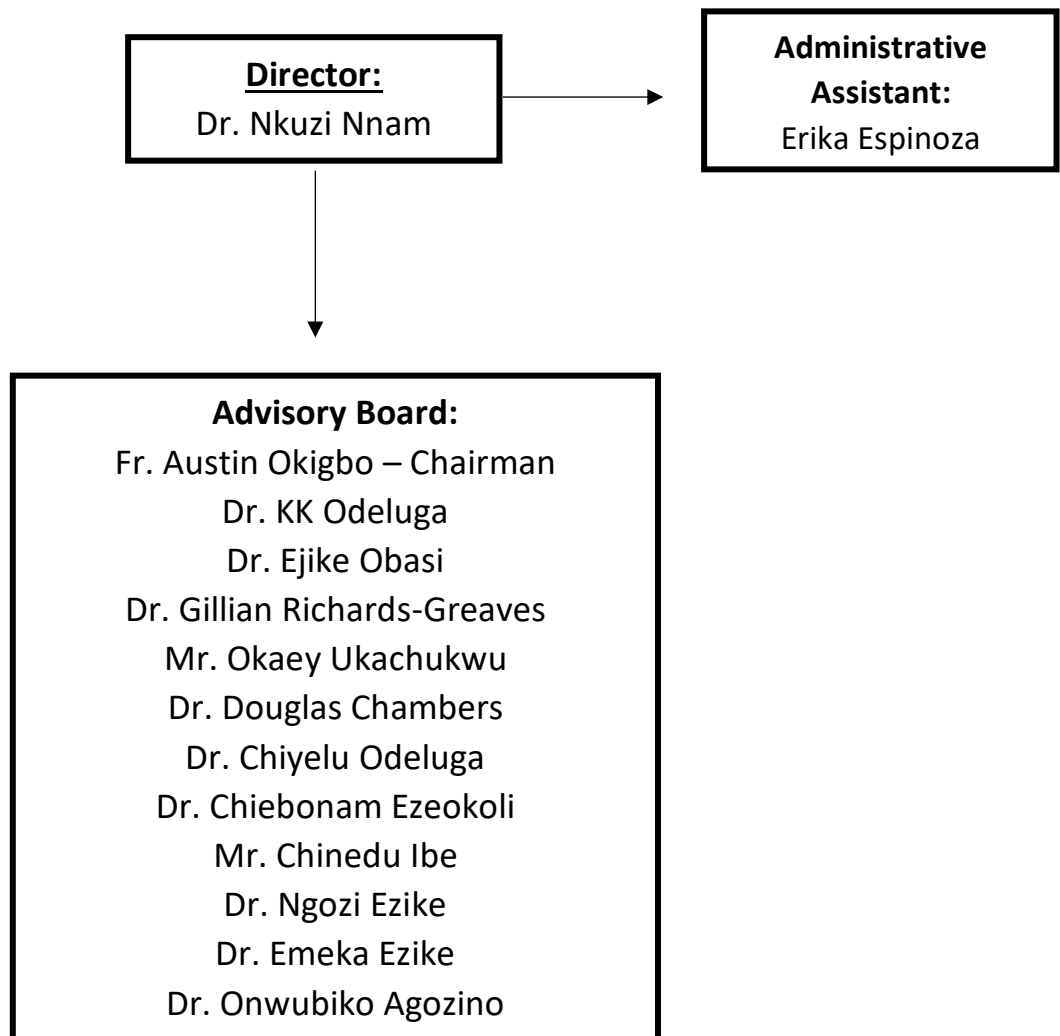 Director:
Dr. Nkuzi Nnam
Administrative
Assistant:
Erika Espinoza
Advisory Board:
Fr. Austin Okigbo – Chairman
Dr. KK Odeluga
Dr. Ejike Obasi
Dr. Gillian Richards-Greaves
Mr. Okaey Ukachukwu
Dr. Douglas Chambers
Dr. Chiyelu Odeluga
Dr. Chiebonam Ezeokoli
Mr. Chinedu Ibe
Dr. Ngozi Ezike
Dr. Emeka Ezike
Dr. Onwubiko Agozino